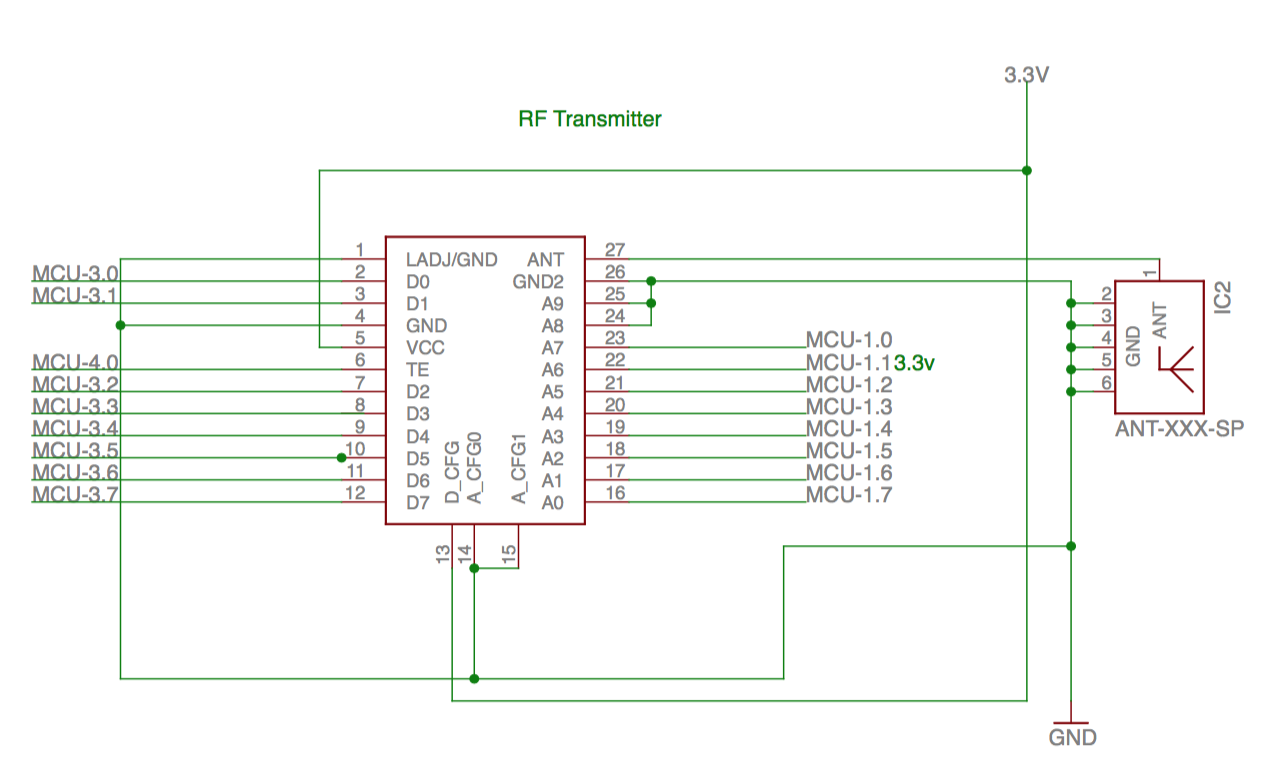 3.3V
RF Transmitter
1 LADJ/GND ANT 27
MCU-3.0 2 D0 GND2 26
MCU-3.1 3 D1 A9 25
4 GND A8 24
5 VCC A7 23 MCU-1.0
MCU-4.0 6 TE A6 22 MCU-1.1 3.3v
MCU-3.2 7 D2 A5 21 MCU-1.2
MCU-3.3 8 D3 A4 20 MCU-1.3
MCU-3.4 9 D4 A3 19 MCU-1.4
MCU-3.5 10 D5 A2 18 MCU-1.5
MCU-3.6 11 D6 A1 17 MCU-1.6
MCU-3.7 12 D7 A0 16 MCU-1.7
D_CFG
A_CFG0
A_CFG1
13
14
15
1
2
3
4
5
6
GND
ANT
IC2
ANT-XXX-SP
GND